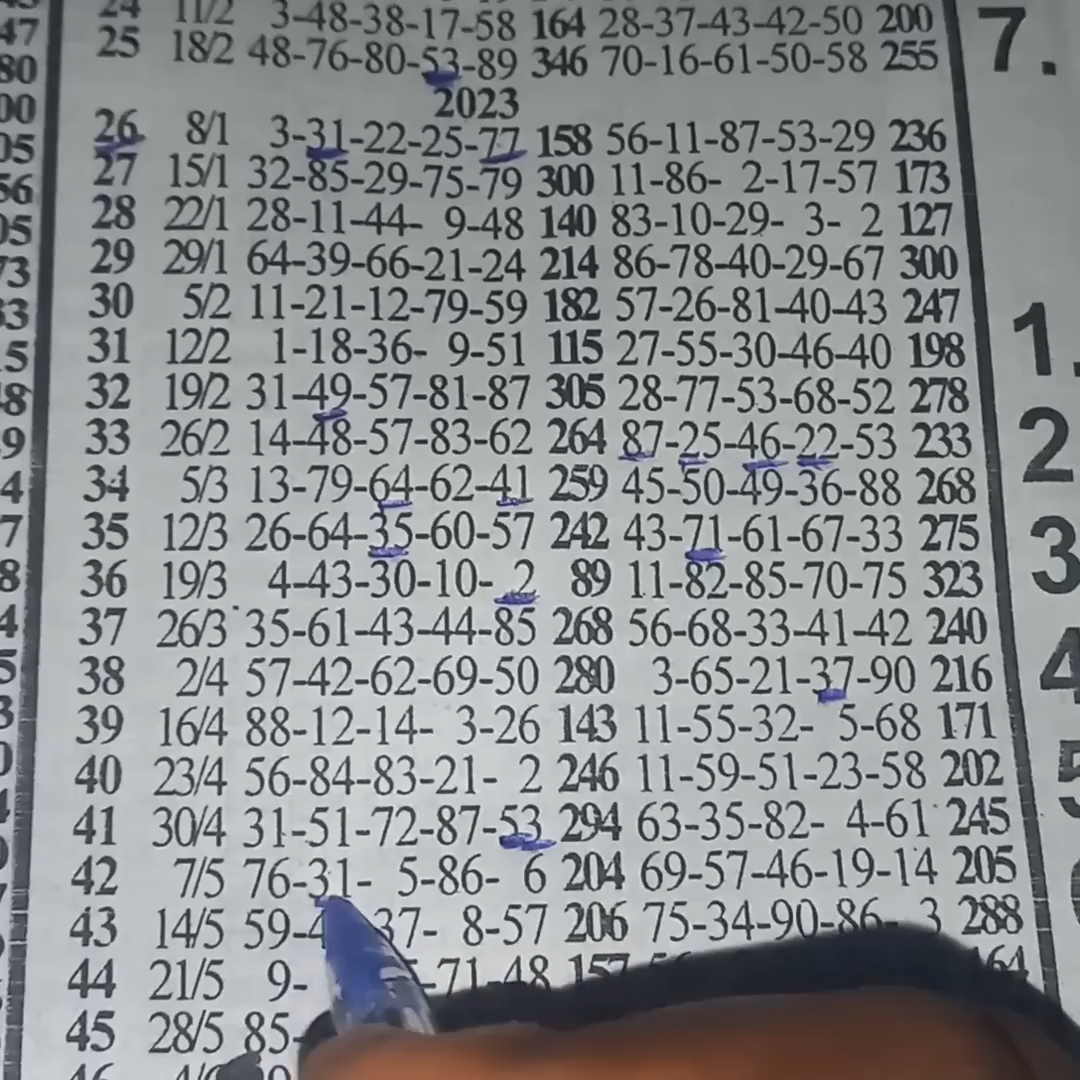 24 11/2 3-48-38-17-58 164 28-37-43-42-50 200
25 18/2 48-76-80-53-89 346 70-16-61-50-58 255
2023
26 8/1 3-31-22-25-77 158 56-11-87-53-29 236
27 15/1 32-85-29-75-79 300 11-86- 2-17-57 173
28 22/1 28-11-44- 9-48 140 83-10-29- 3- 2 127
29 29/1 64-39-66-21-24 214 86-78-40-29-67 300
30 5/2 11-21-12-79-59 182 57-26-81-40-43 247
31 12/2 1-18-36- 9-51 115 27-55-30-46-40 198
32 19/2 31-49-57-81-87 305 28-77-53-68-52 278
33 26/2 14-48-57-83-62 264 87-25-46-22-53 233
34 5/3 13-79-64-62-41 259 45-50-49-36-88 268
35 12/3 26-64-35-60-57 242 43-71-61-67-33 275
36 19/3 4-43-30-10- 2 89 11-82-85-70-75 323
37 26/3 35-61-43-44-85 268 56-68-33-41-42 240
38 2/4 57-42-62-69-50 280 3-65-21-37-90 216
39 16/4 88-12-14- 3-26 143 11-55-32- 5-68 171
40 23/4 56-84-83-21- 2 246 11-59-51-23-58 202
41 30/4 31-51-72-87-53 294 63-35-82- 4-61 245
42 7/5 76-31- 5-86- 6 204 69-57-46-19-14 205
43 14/5 59- 37- 8-57 206 75-34-90-86- 3 288
44 21/5 9- -71-48 157
45 28/5 85-
7.
1.
2
3
4